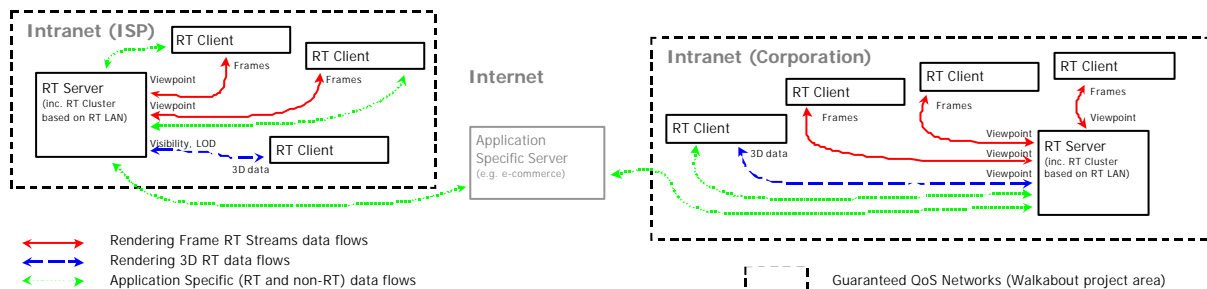 Intranet (ISP)
RT Client
Frames
RT Client
Frames
Viewpoint
RT Server
(inc. RT Cluster
based on RT LAN)
Viewpoint
Visibility, LOD
RT Client
3D data
Internet
Application
Specific Server
(e.g. e-commerce)
Intranet (Corporation)
RT Client
Frames
RT Client
Frames
RT Client
Frames
Viewpoint
RT Client
3D data
Viewpoint
Viewpoint
Viewpoint
RT Server
(inc. RT Cluster
based on RT LAN)
Rendering Frame RT Streams data flows
Rendering 3D RT data flows
Application Specific (RT and non-RT) data flows
Guaranteed QoS Networks (Walkabout project area)